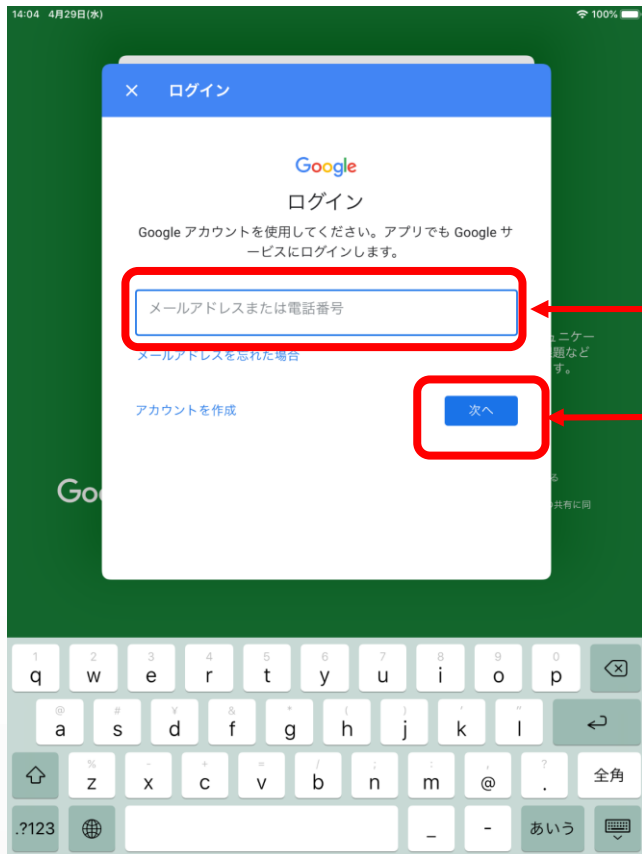 14:04 4月29日(水)
100%
× ログイン
Google
ログイン
Google アカウントを使用してください。アプリでも Google サ
ービスにログインします。
メールアドレスまたは電話番号
メールアドレスを忘れた場合
アカウントを作成
次へ
ュニケー
題など
す。
Goo
る
の共有に同
1 2 3 4 5 6 7 8 9 0
q w e r t y u i o p
@ # ¥ & * ( ) ' "
a s d f g h j k l
% - + = / ; : , ?
z x c v b n m @ . 全角
.?123 _ - あいう